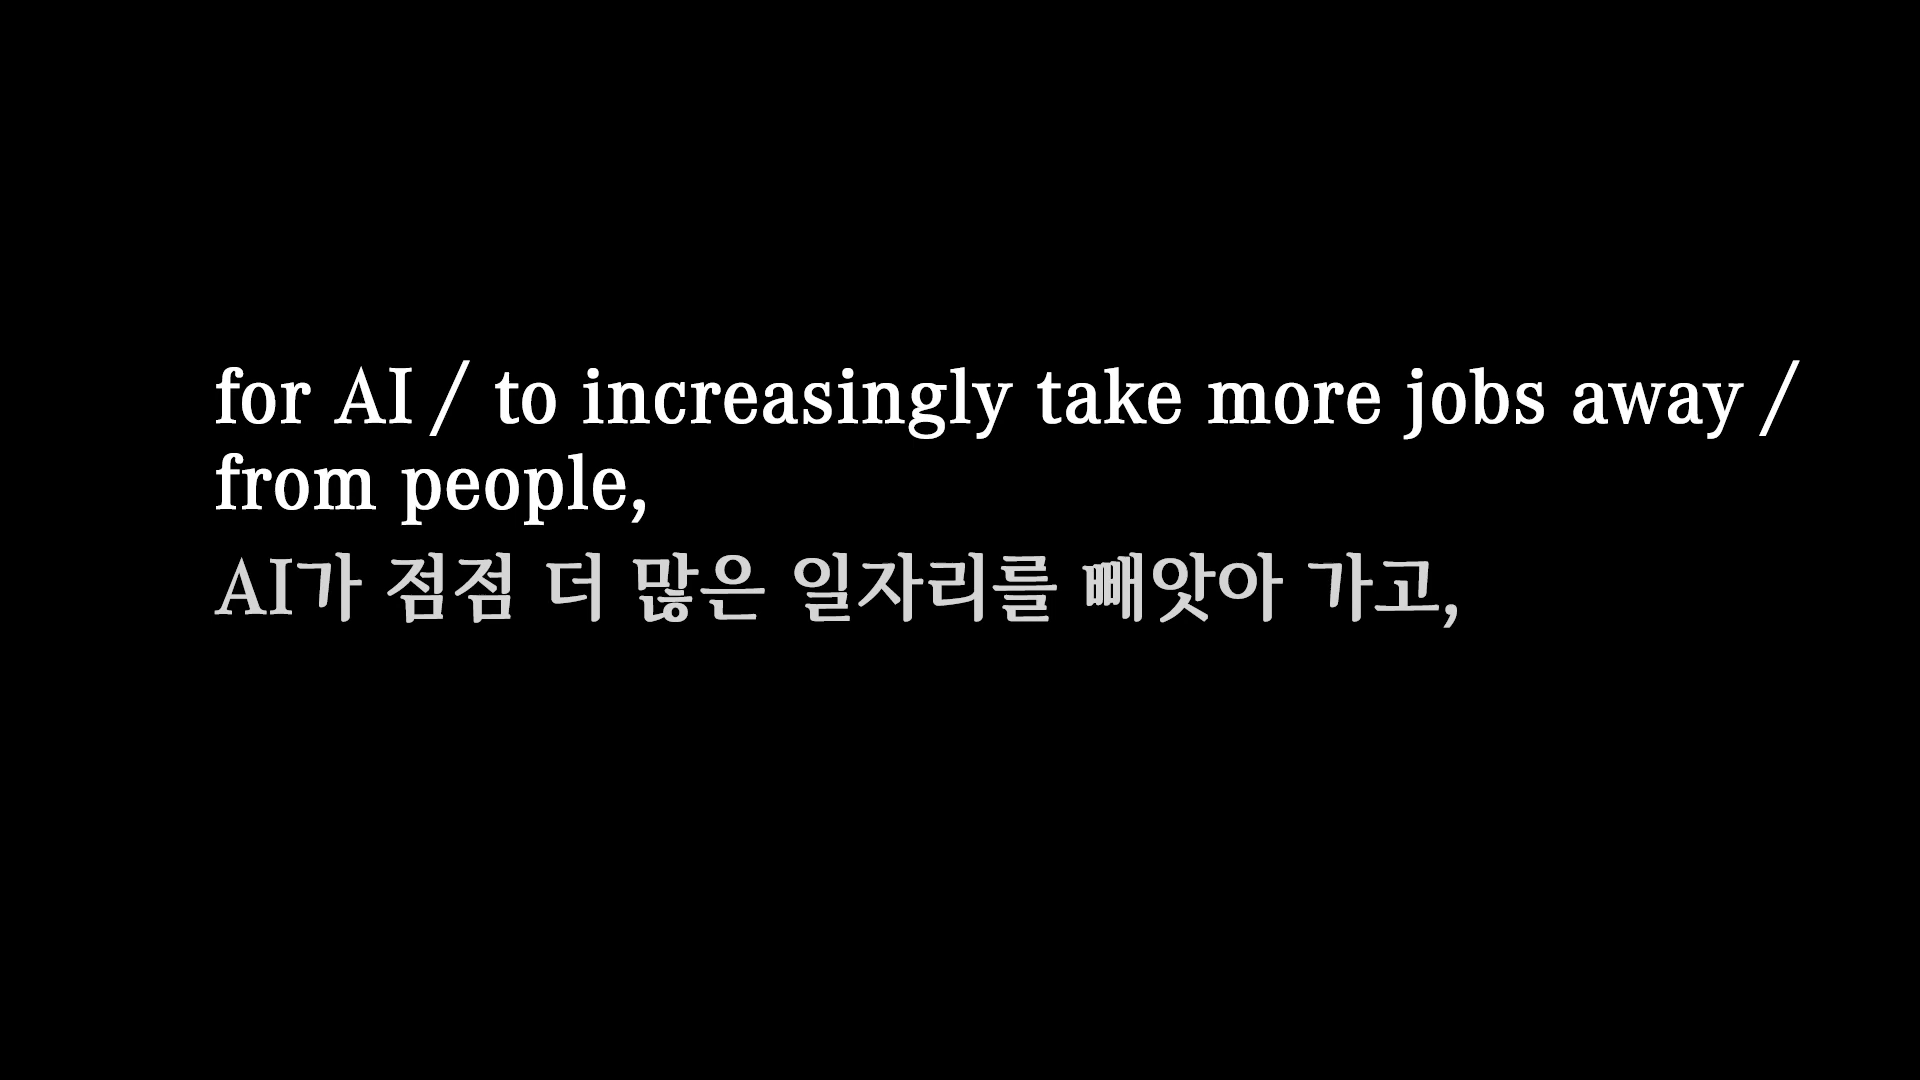 for AI / to increasingly take more jobs away /
from people,
AI가 점점 더 많은 일자리를 빼앗아 가고,